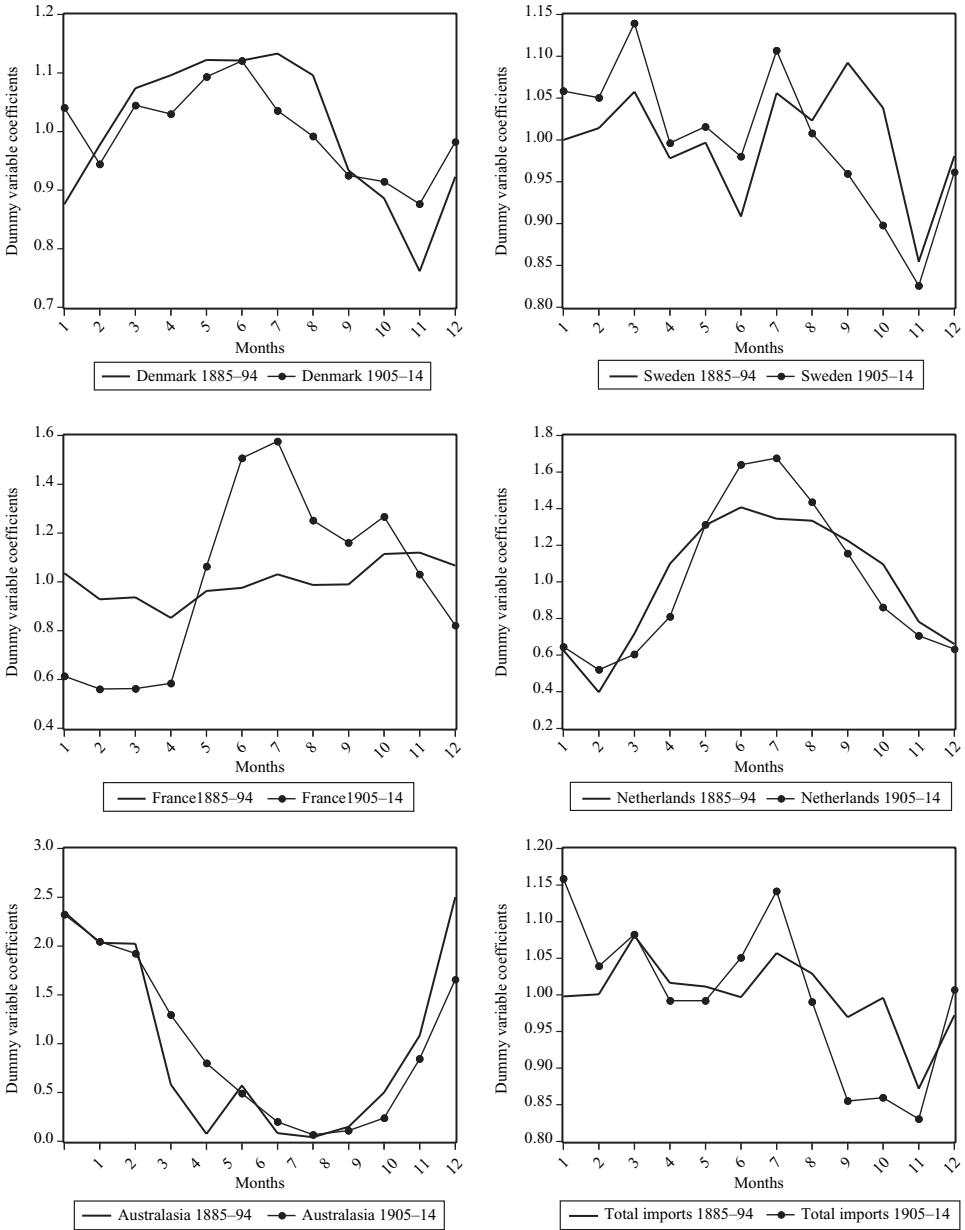 1.2
1.1
1.0
0.9
0.8
0.7
Dummy variable coefficients
1 2 3 4 5 6 7 8 9 10 11 12
Months
Denmark 1885–94 Denmark 1905–14
1.15
1.10
1.05
1.00
0.95
0.90
0.85
0.80
Dummy variable coefficients
1 2 3 4 5 6 7 8 9 10 11 12
Months
Sweden 1885–94 Sweden 1905–14
1.6
1.4
1.2
1.0
0.8
0.6
0.4
Dummy variable coefficients
1 2 3 4 5 6 7 8 9 10 11 12
Months
France1885–94 France1905–14
1.8
1.6
1.4
1.2
1.0
0.8
0.6
0.4
0.2
Dummy variable coefficients
1 2 3 4 5 6 7 8 9 10 11 12
Months
Netherlands 1885–94 Netherlands 1905–14
3.0
2.5
2.0
1.5
1.0
0.5
0.0
Dummy variable coefficients
1 2 4 5 6 7 8 9 10 11 12
Months
Australasia 1885–94 Australasia 1905–14
1.20
1.15
1.10
1.05
1.00
0.95
0.90
0.85
0.80
Dummy variable coefficients
1 2 3 4 5 6 7 8 9 10 11 12
Months
Total imports 1885–94 Total imports 1905–14